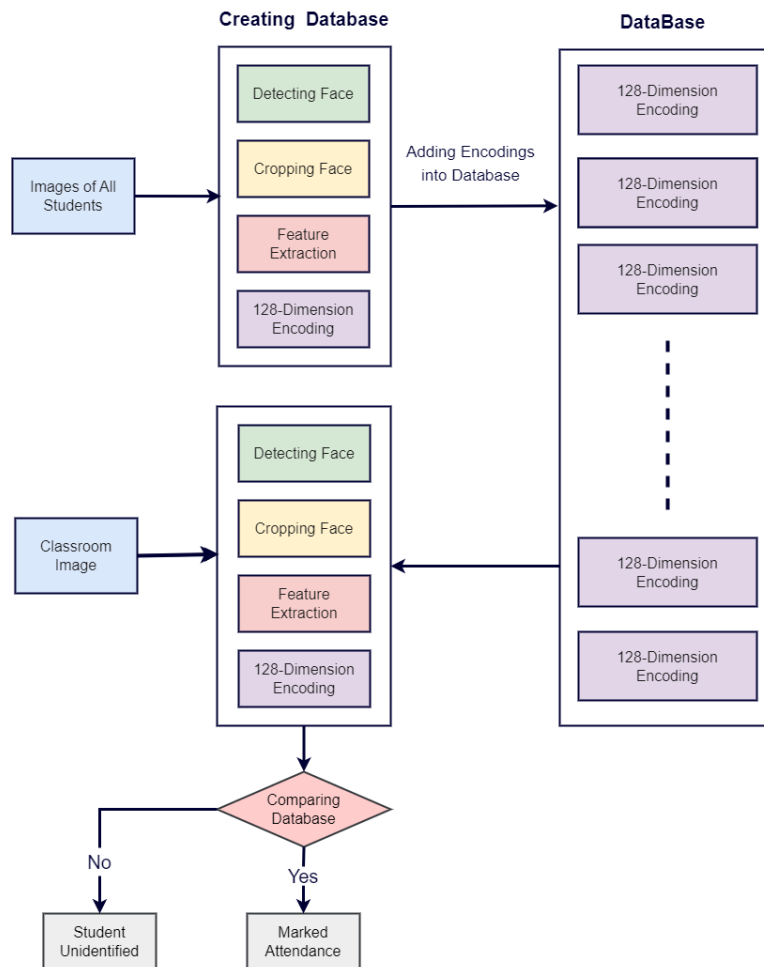 Creating Database
DataBase
Detecting Face
Cropping Face
Feature
Extraction
128-Dimension
Encoding
Images of All
Students
Adding Encodings
into Database
128-Dimension
Encoding
128-Dimension
Encoding
128-Dimension
Encoding
128-Dimension
Encoding
128-Dimension
Encoding
Classroom
Image
Detecting Face
Cropping Face
Feature
Extraction
128-Dimension
Encoding
Comparing
Database
No
Yes
Student
Unidentified
Marked
Attendance